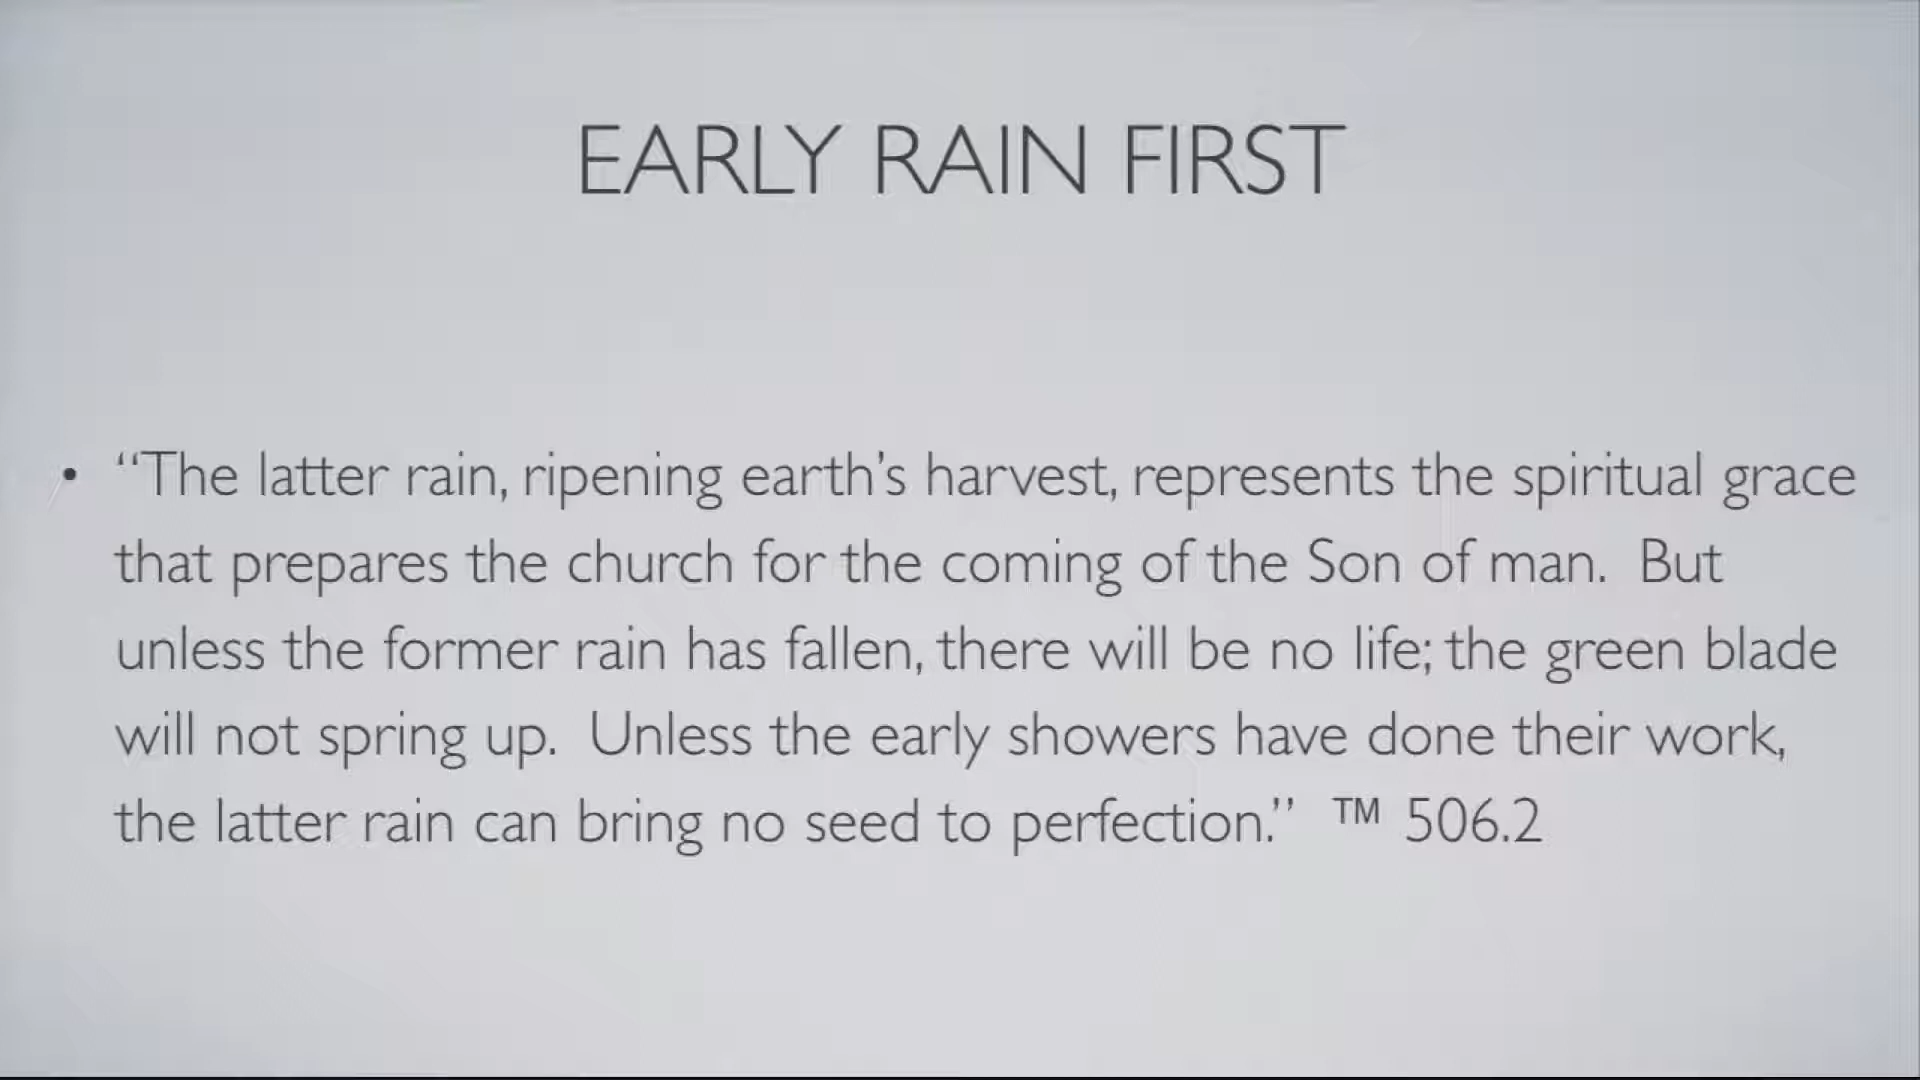 EARLY RAIN FIRST
• “The latter rain, ripening earth’s harvest, represents the spiritual grace
that prepares the church for the coming of the Son of man.  But
unless the former rain has fallen, there will be no life; the green blade
will not spring up.  Unless the early showers have done their work,
the latter rain can bring no seed to perfection.”  ™ 506.2